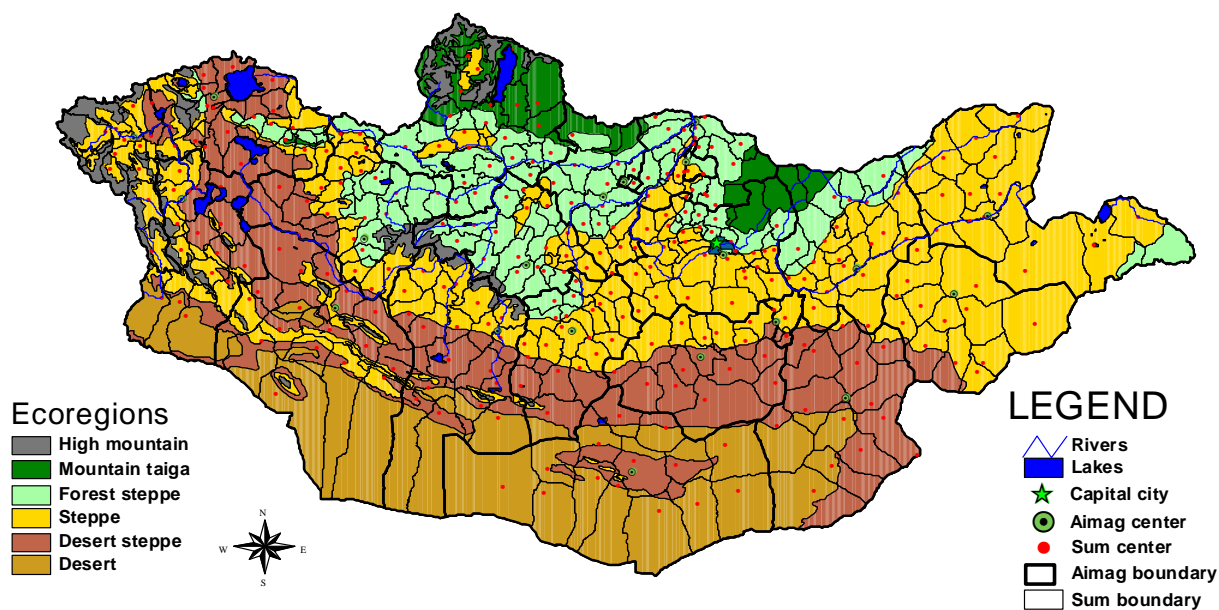 Ecoregions
High mountain
Mountain taiga
Forest steppe
Steppe
Desert steppe
Desert
N
W E
S
LEGEND
Rivers
Lakes
Capital city
Aimag center
Sum center
Aimag boundary
Sum boundary